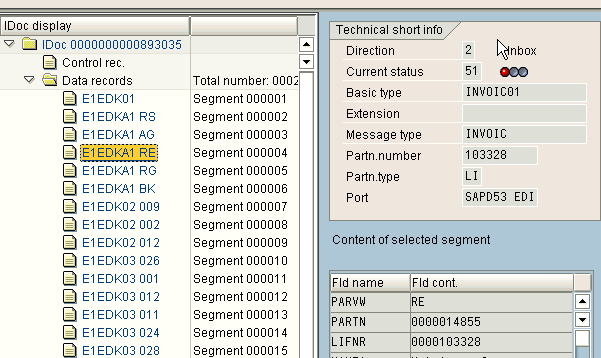 IDoc display
IDoc 0000000000893035
Control rec.
Data records Total number: 0002
E1EDK01 Segment 000001
E1EDKA1 RS Segment 000002
E1EDKA1 AG Segment 000003
E1EDKA1 RE Segment 000004
E1EDKA1 RG Segment 000005
E1EDKA1 BK Segment 000006
E1EDK02 009 Segment 000007
E1EDK02 002 Segment 000008
E1EDK02 012 Segment 000009
E1EDK03 026 Segment 000010
E1EDK03 001 Segment 000011
E1EDK03 012 Segment 000012
E1EDK03 011 Segment 000013
E1EDK03 024 Segment 000014
E1EDK03 028 Segment 000015
Technical short info
Direction 2 Inbox
Current status 51
Basic type INVOIC01
Extension
Message type INVOIC
Partn.number 103328
Partn.type LI
Port SAPD53 EDI
Content of selected segment
Fld name Fld cont.
PARVW RE
PARTN 0000014855
LIFNR 0000103328